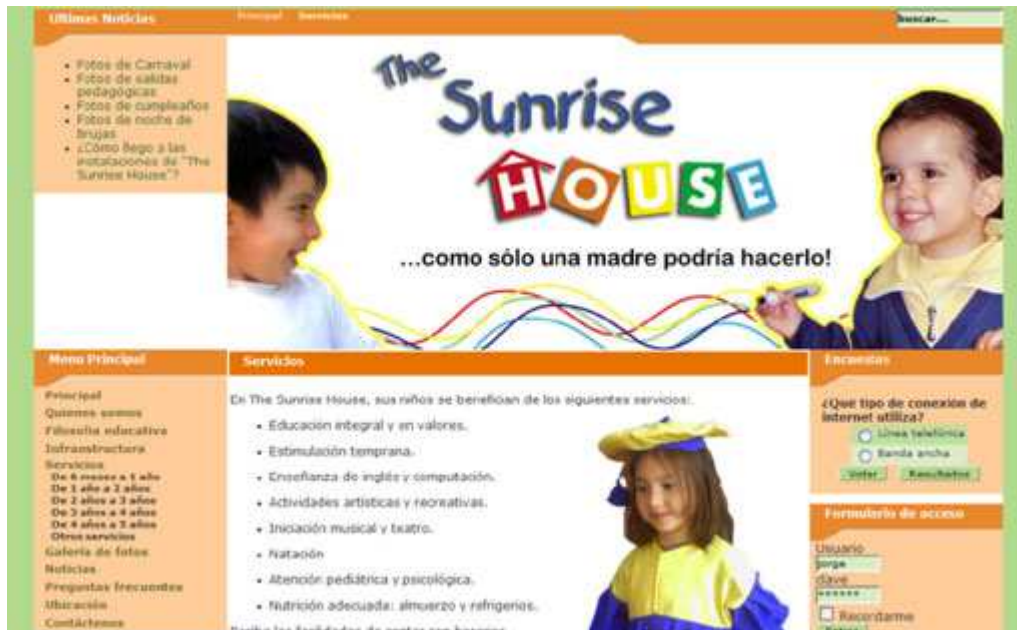 Ultimas Noticias
Principal Servicios
buscar...
Fotos de Carnaval
Fotos de salidas
pedagógicas
Fotos de cumpleaños
Fotos de noche de
brujas
¿Cómo llego a las
instalaciones de "The
Sunrise House"?
The
Sunrise
HOUSE
...como sólo una madre podría hacerlo!
Menu Principal
Principal
Quienes somos
Filosofia educativa
Infraestructura
Servicios
De 6 meses a 1 año
De 1 año a 2 años
De 2 años a 3 años
De 3 años a 4 años
De 4 años a 5 años
Otros servicios
Galería de fotos
Noticias
Preguntas frecuentes
Ubicación
Contáctenos
Servicios
En The Sunrise House, sus niños se benefician de los siguientes servicios:
Educación integral y en valores.
Estimulación temprana.
Enseñanza de inglés y computación.
Actividades artísticas y recreativas.
Iniciación musical y teatro.
Natación
Atención pediátrica y psicológica.
Nutrición adecuada: almuerzo y refrigerios.
Encuestas
¿Que tipo de conexión de
internet utiliza?
Línea telefónica
Banda ancha
Votar Resultados
Formulario de acceso
Usuario
jorge
clave
******
Recordarme